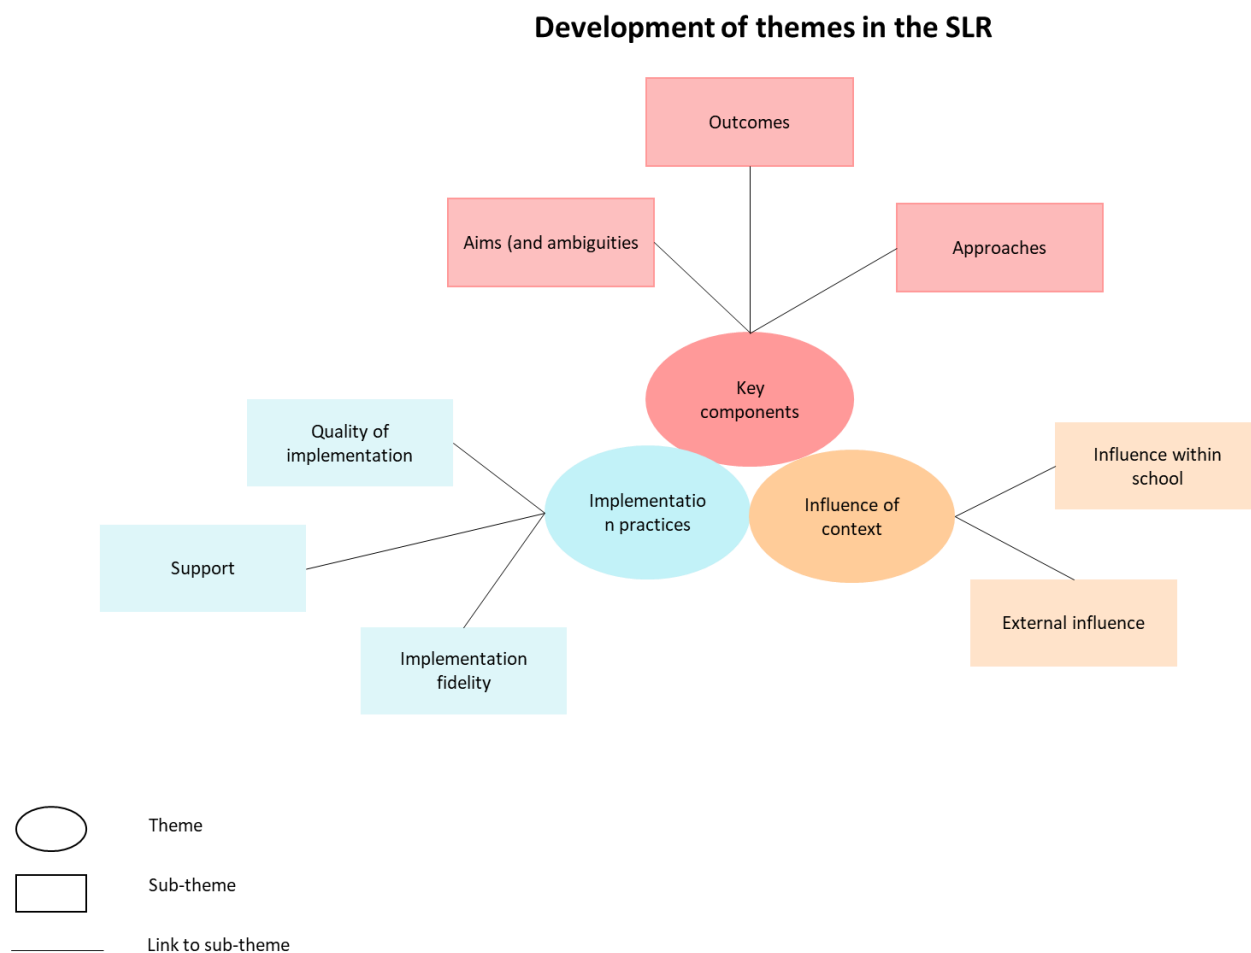 Development of themes in the SLR
Outcomes
Aims (and ambiguities
Approaches
Key
components
Quality of
implementation
Implementatio
n practices
Influence of
context
Influence within
school
Support
External influence
Implementation
fidelity
Theme
Sub-theme
Link to sub-theme